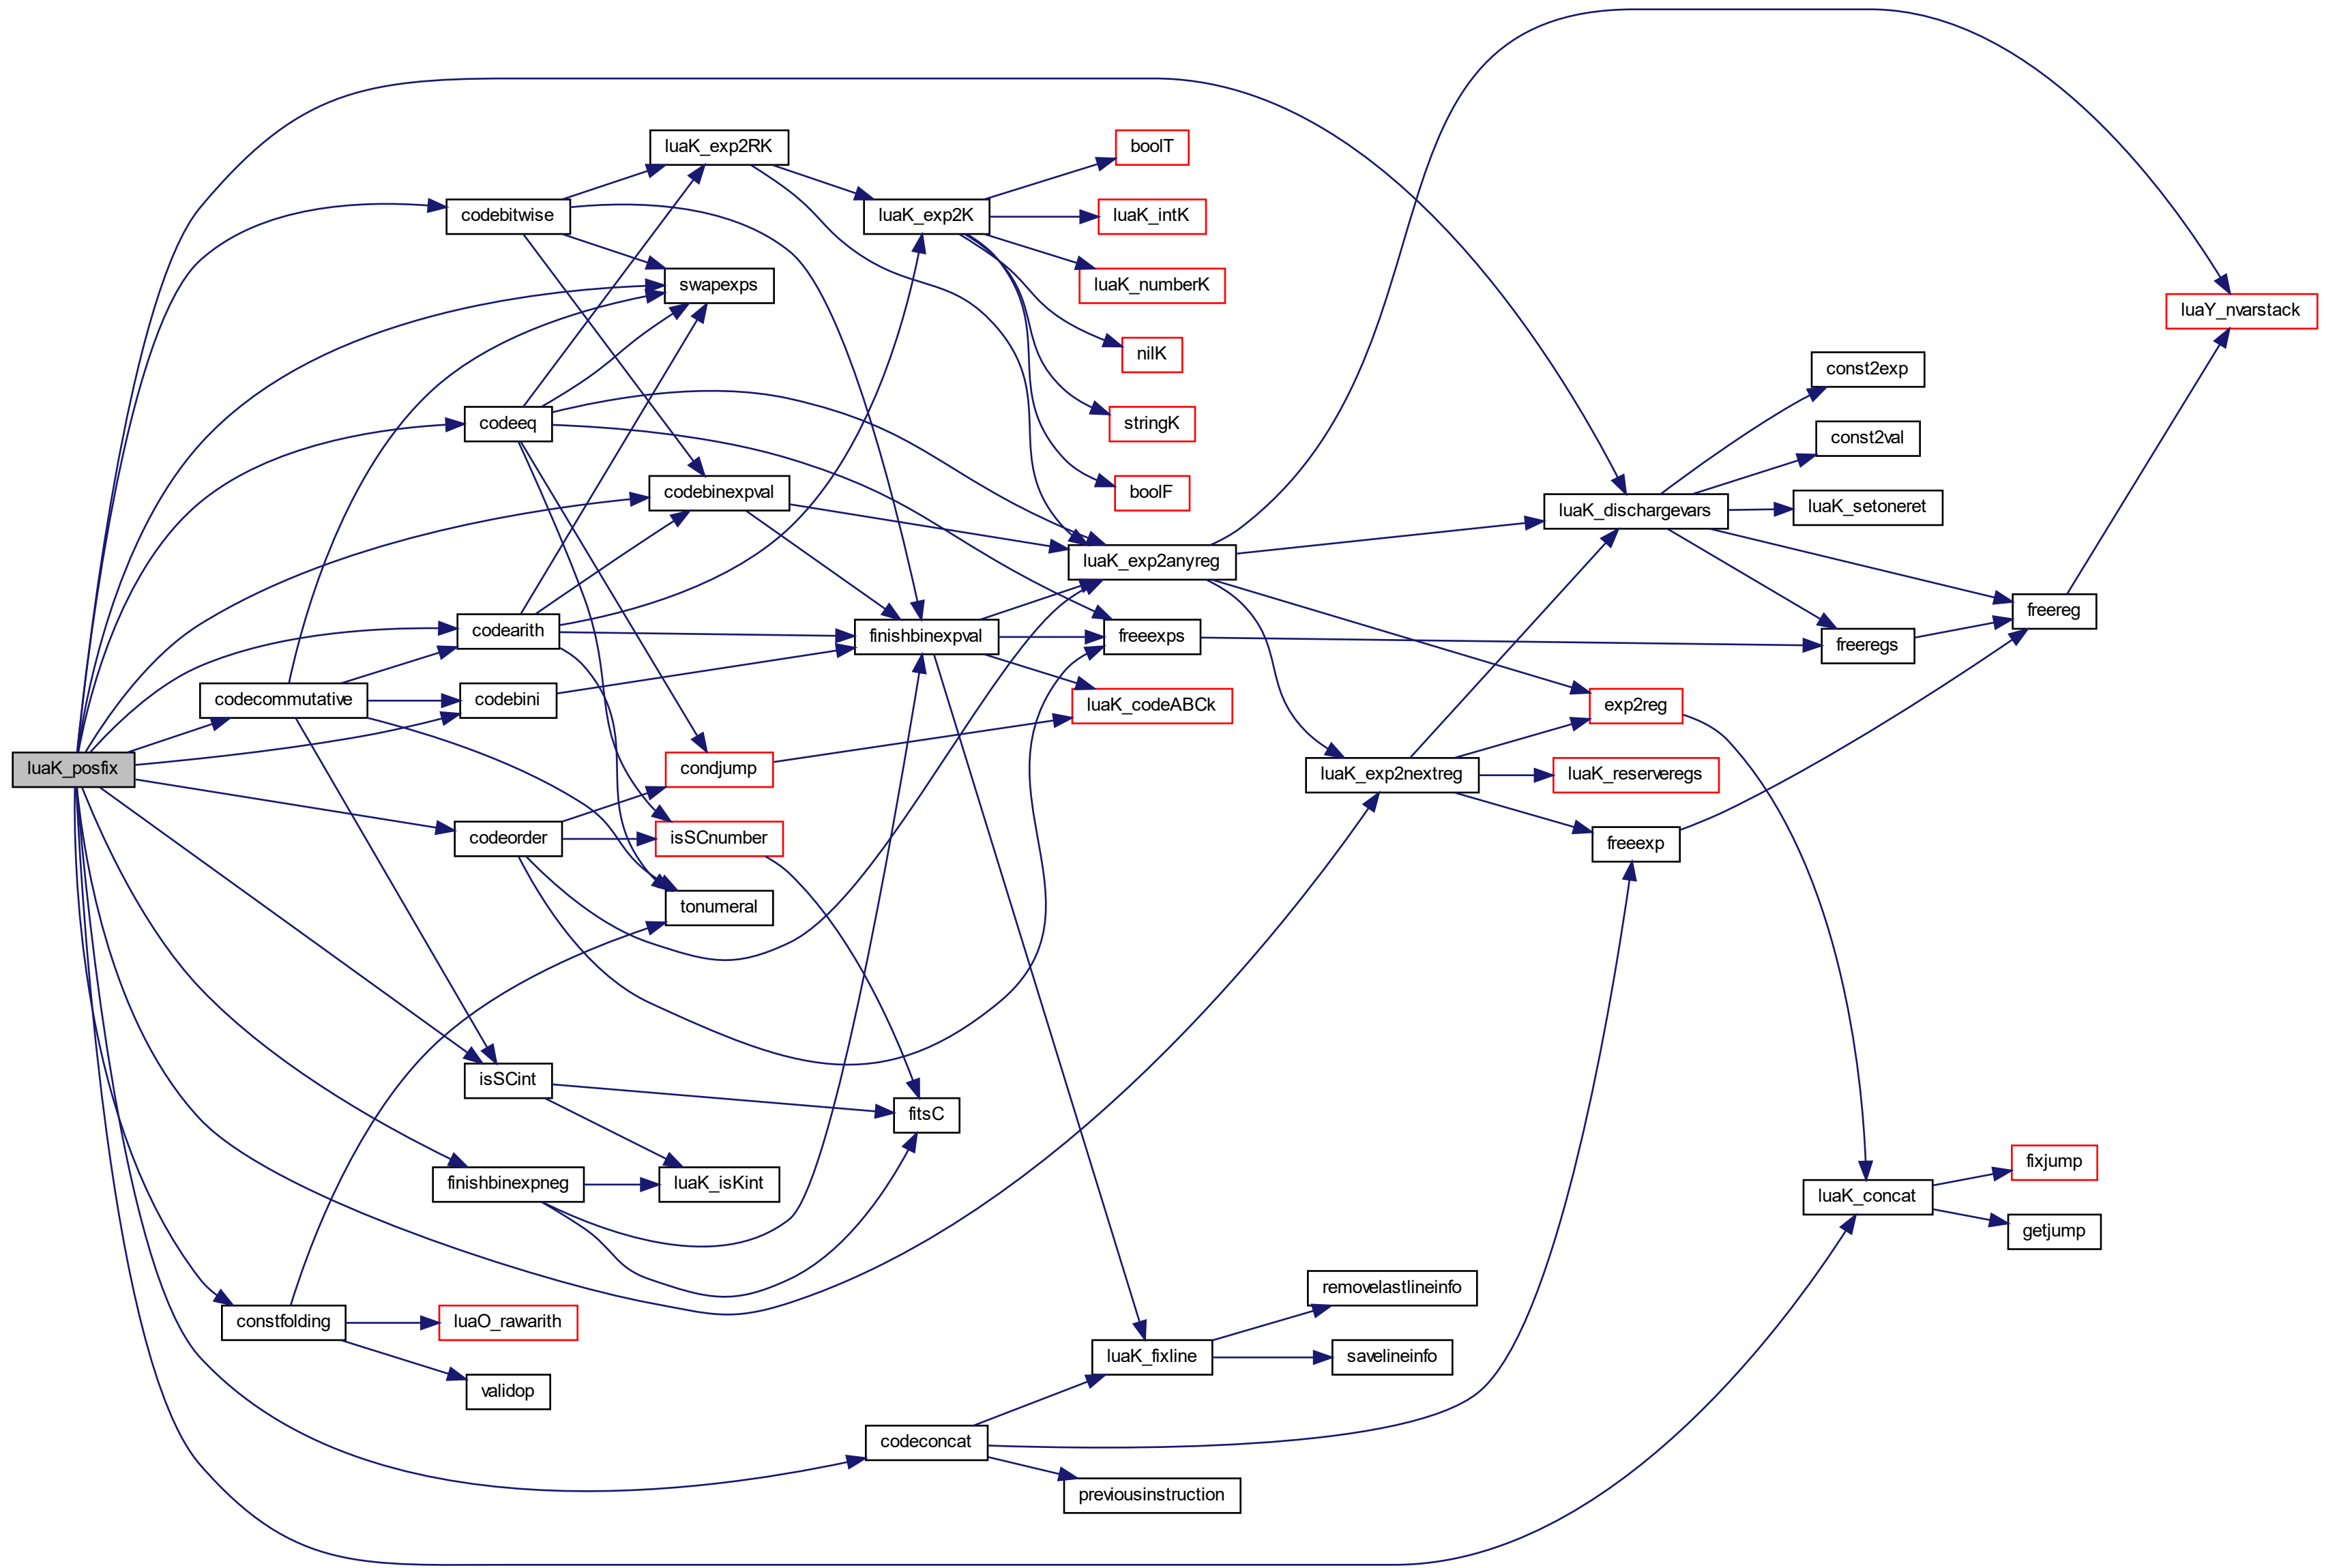 luaK_posfix
codebitwise
codeeq
codearith
codecommutative
codebini
codeorder
isSCint
finishbinexpneg
constfolding
luaO_rawarith
validop
luaK_exp2RK
swapexps
codebinexpval
condjump
isSCnumber
tonumeral
luaK_isKint
luaK_exp2K
finishbinexpval
fitsC
codeconcat
boolT
luaK_intK
luaK_numberK
nilK
stringK
boolF
luaK_exp2anyreg
freeexps
luaK_codeABCk
luaK_fixline
previousinstruction
luaK_exp2nextreg
removelastlineinfo
savelineinfo
luaK_dischargevars
exp2reg
luaK_reserveregs
freeexp
const2exp
const2val
luaK_setoneret
freeregs
luaK_concat
freereg
fixjump
getjump
luaY_nvarstack